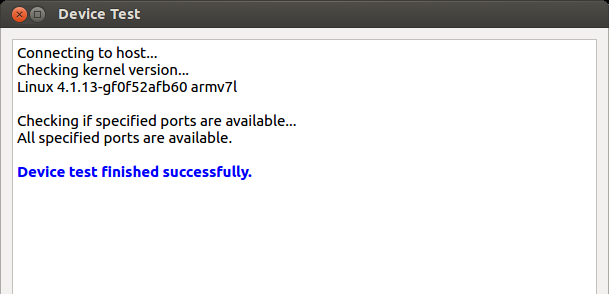 Device Test
Connecting to host...
Checking kernel version...
Linux 4.1.13-gf0f52afb60 armv7l
Checking if specified ports are available...
All specified ports are available.
Device test finished successfully.